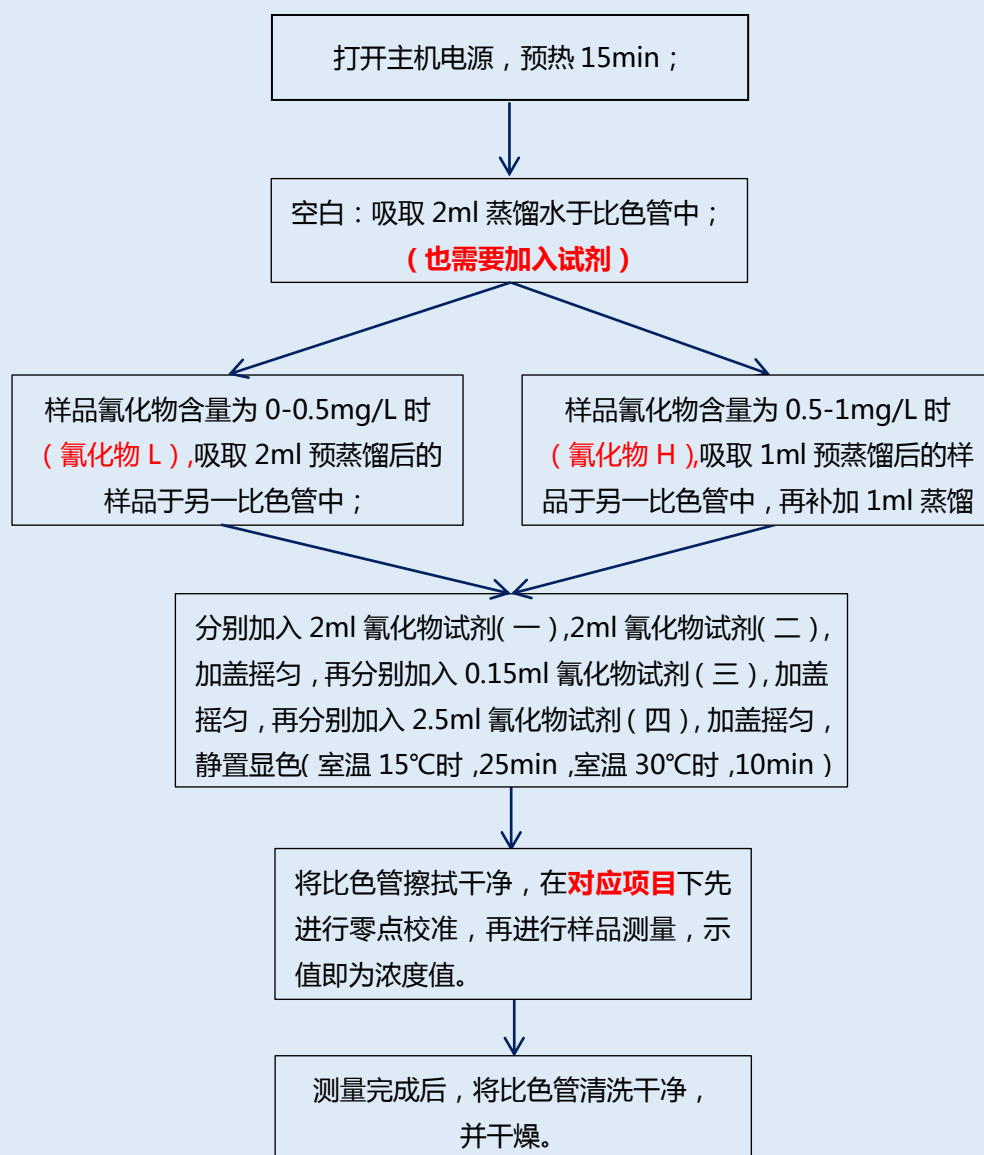 打开主机电源，预热 15min；
空白：吸取 2ml 蒸馏水于比色管中；
（也需要加入试剂）
样品氰化物含量为 0-0.5mg/L 时
（氰化物 L）,吸取 2ml 预蒸馏后的
样品于另一比色管中；
样品氰化物含量为 0.5-1mg/L 时
（氰化物 H）,吸取 1ml 预蒸馏后的样
品于另一比色管中，再补加 1ml 蒸馏
分别加入 2ml 氰化物试剂（一）,2ml 氰化物试剂（二），
加盖摇匀，再分别加入 0.15ml 氰化物试剂（三），加盖
摇匀，再分别加入 2.5ml 氰化物试剂（四），加盖摇匀，
静置显色（室温 15℃时，25min，室温 30℃时，10min）
将比色管擦拭干净，在对应项目下先
进行零点校准，再进行样品测量，示
值即为浓度值。
测量完成后，将比色管清洗干净，
并干燥。